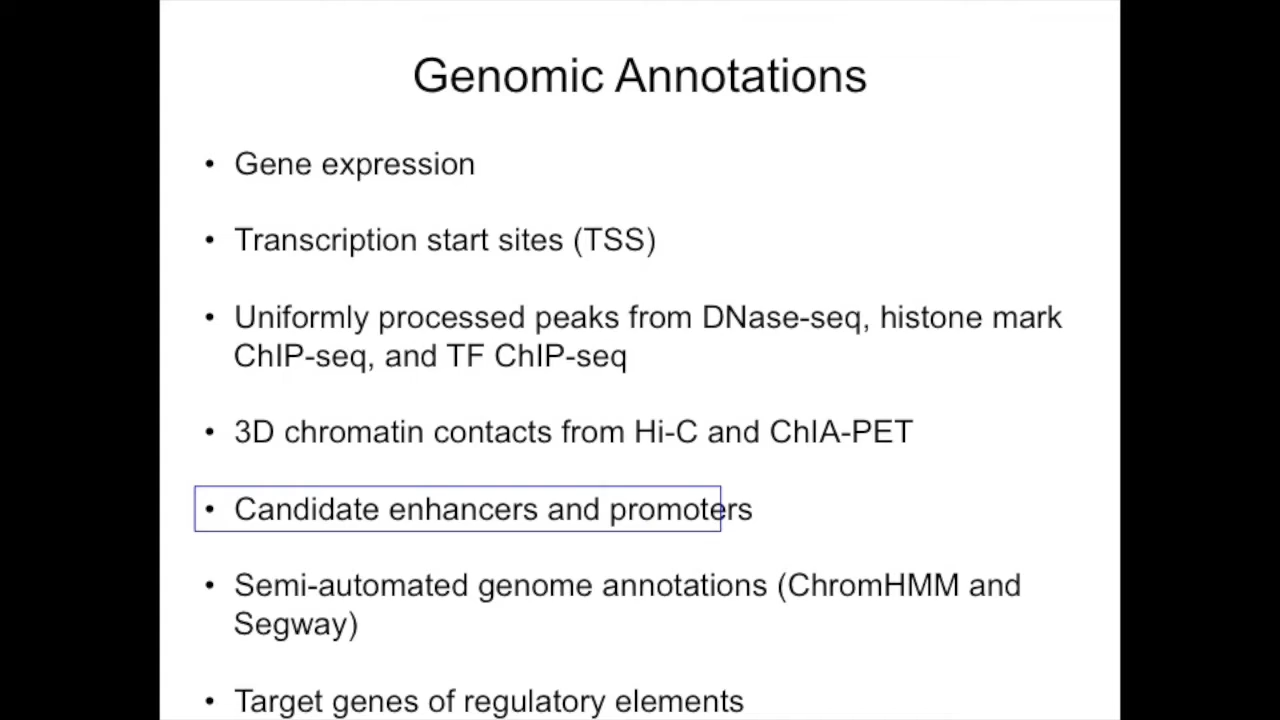 Genomic Annotations
• Gene expression
• Transcription start sites (TSS)
• Uniformly processed peaks from DNase-seq, histone mark
ChIP-seq, and TF ChIP-seq
• 3D chromatin contacts from Hi-C and ChIA-PET
• Candidate enhancers and promoters
• Semi-automated genome annotations (ChromHMM and
Segway)
• Target genes of regulatory elements